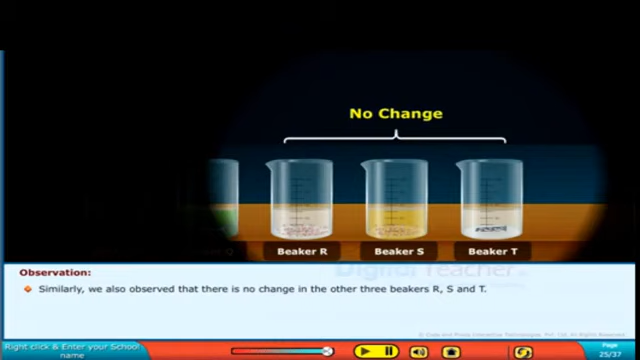 No Change
Beaker R
Beaker S
Beaker T
Digital Teacher
Observation:
Similarly, we also observed that there is no change in the other three beakers R, S and T.
Right click & Enter your School
name
Page
25/37